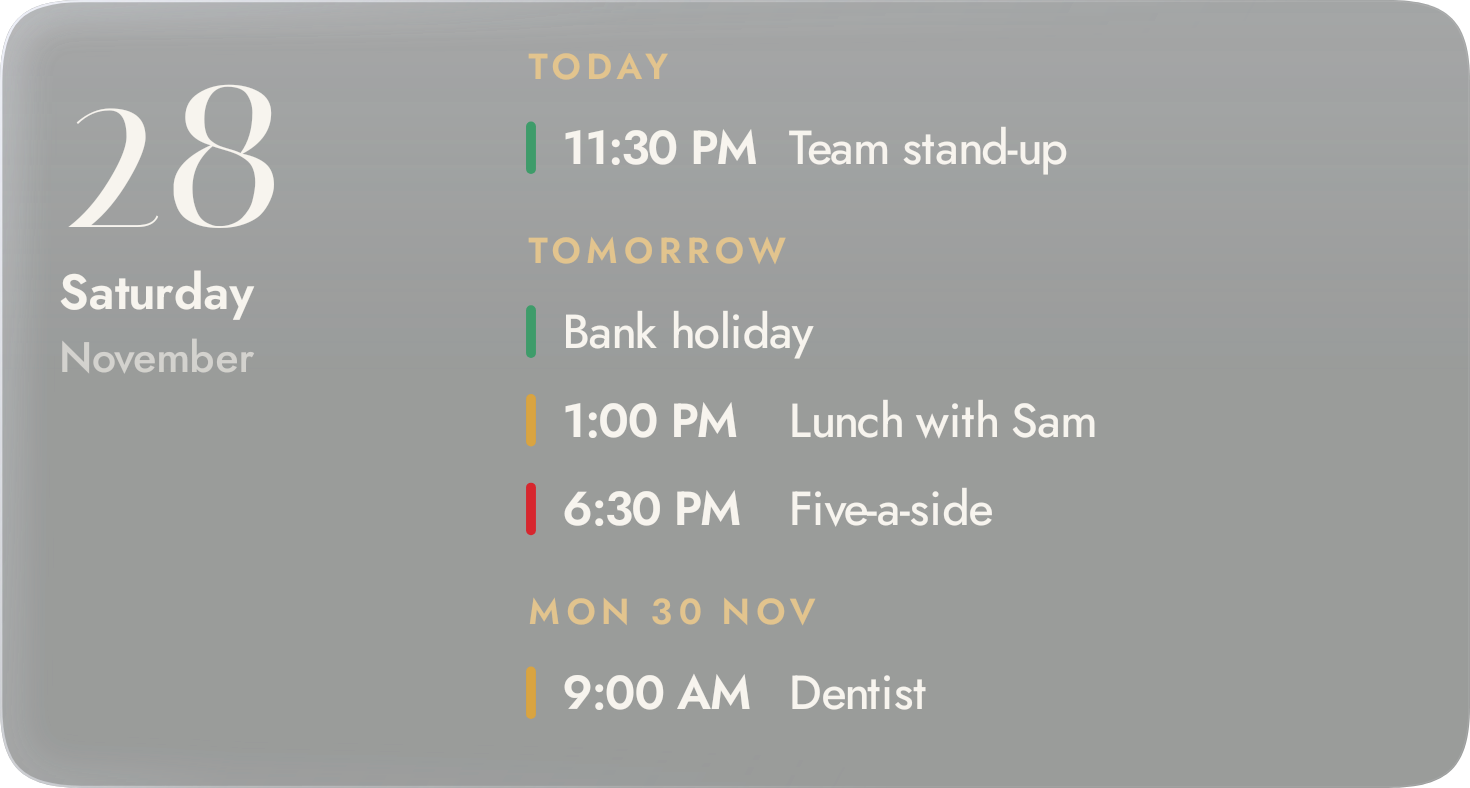 28
Saturday
November
TODAY
11:30 PM Team stand-up
TOMORROW
Bank holiday
1:00 PM Lunch with Sam
6:30 PM Five-a-side
MON 30 NOV
9:00 AM Dentist